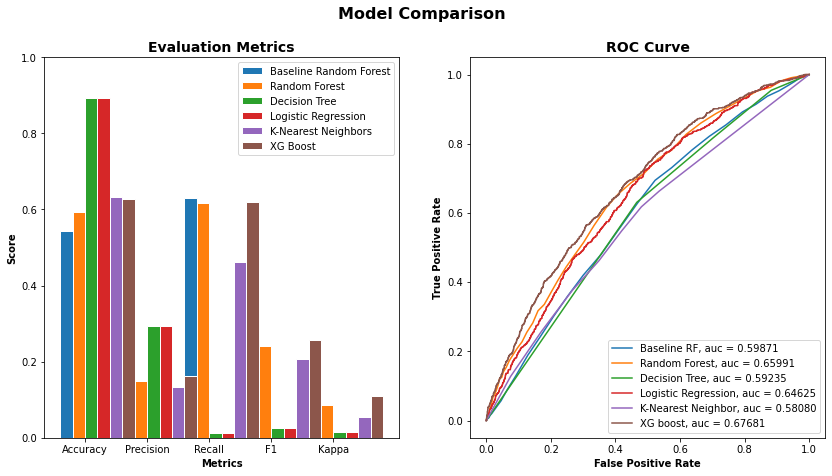 Model Comparison
Evaluation Metrics
1.0
0.8
0.6
0.4
0.2
0.0
Score
Baseline Random Forest
Random Forest
Decision Tree
Logistic Regression
K-Nearest Neighbors
XG Boost
Accuracy Precision Recall F1 Kappa
Metrics
ROC Curve
1.0
0.8
0.6
0.4
0.2
0.0
True Positive Rate
Baseline RF, auc = 0.59871
Random Forest, auc = 0.65991
Decision Tree, auc = 0.59235
Logistic Regression, auc = 0.64625
K-Nearest Neighbor, auc = 0.58080
XG boost, auc = 0.67681
0.0 0.2 0.4 0.6 0.8 1.0
False Positive Rate